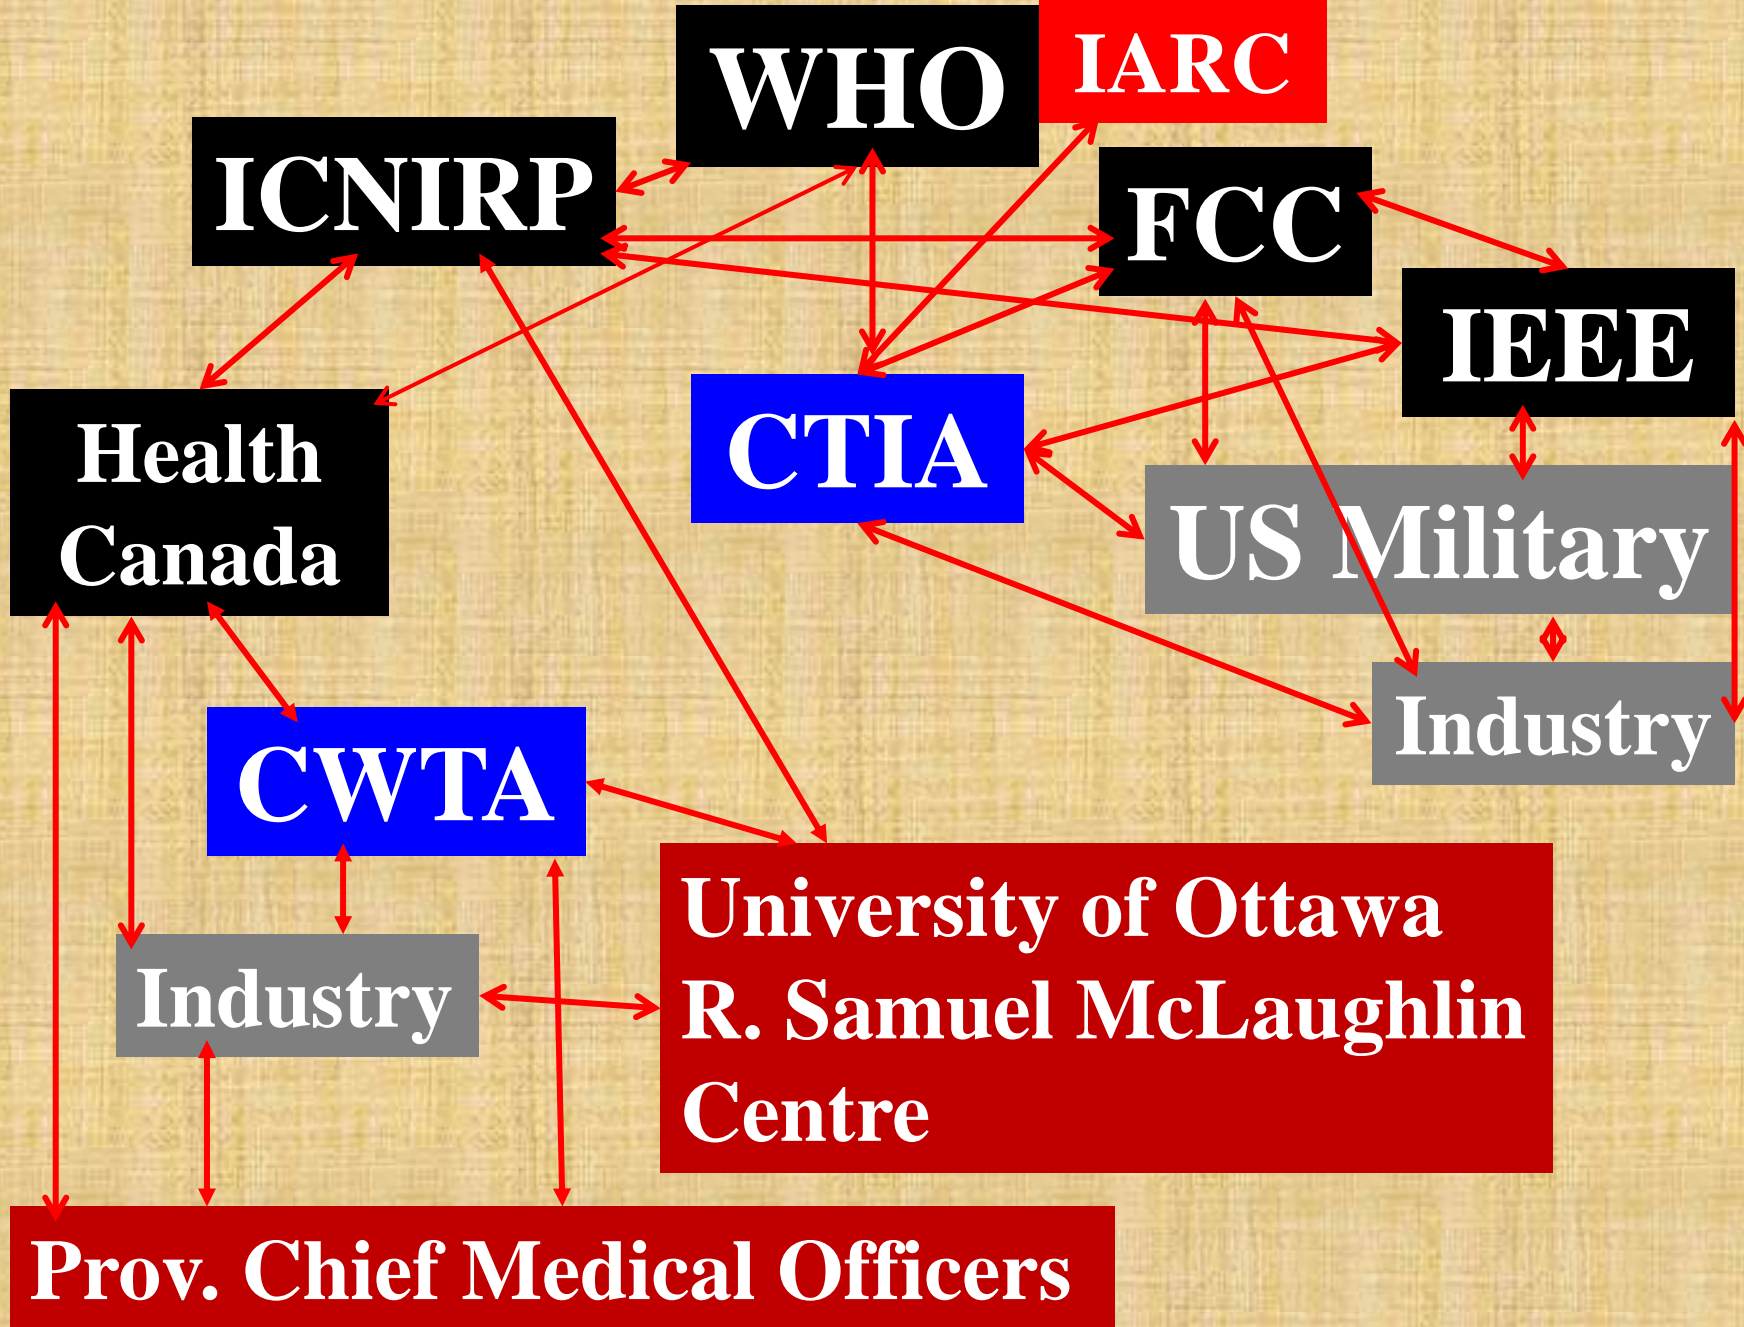 WHO
IARC
ICNIRP
FCC
IEEE
Health
Canada
CTIA
US Military
Industry
CWTA
University of Ottawa
R. Samuel McLaughlin
Centre
Industry
Prov. Chief Medical Officers